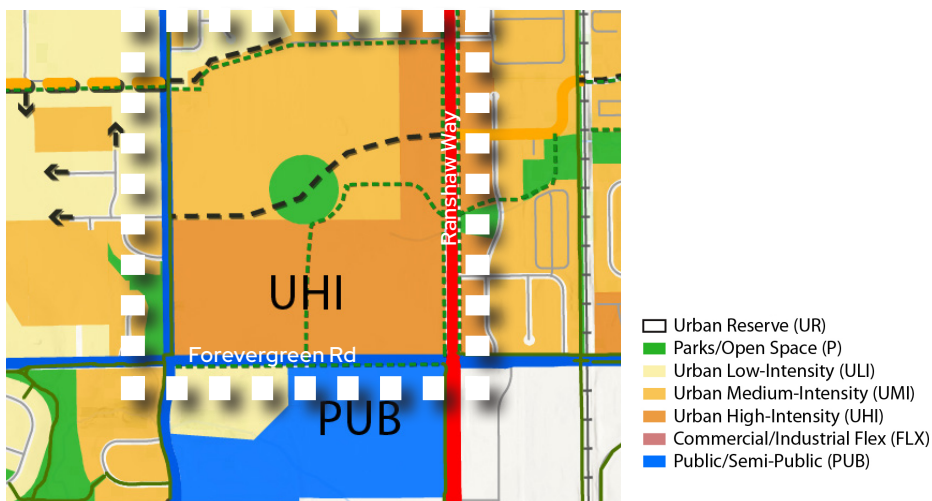 Ranshaw Way
UHI
Forevergreen Rd
PUB
Urban Reserve (UR)
Parks/Open Space (P)
Urban Low-Intensity (ULI)
Urban Medium-Intensity (UMI)
Urban High-Intensity (UHI)
Commercial/Industrial Flex (FLX)
Public/Semi-Public (PUB)